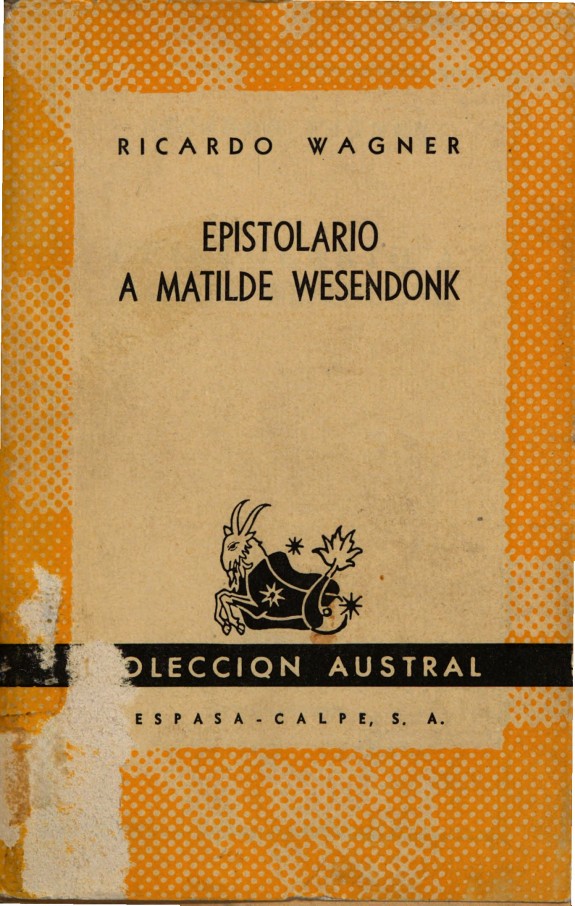 RICARDO WAGNER
EPISTOLARIO
A MATILDE WESENDONK
OLECCION AUSTRAL
ESPASA-CALPE, S. A.